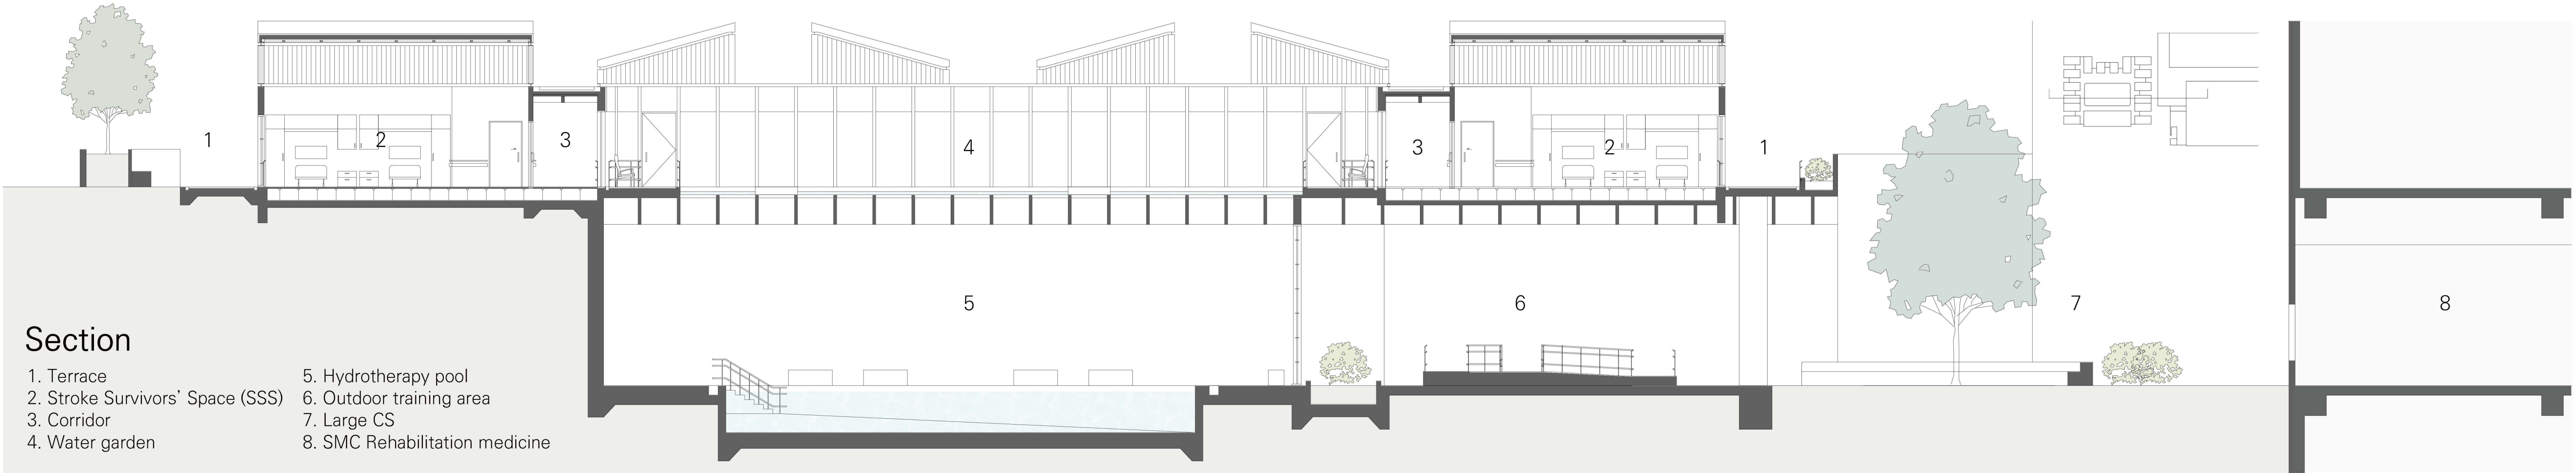 1
2
3
4
3
2
1
5
6
7
8
Section
1. Terrace
2. Stroke Survivors’ Space (SSS)
3. Corridor
4. Water garden
5. Hydrotherapy pool
6. Outdoor training area
7. Large CS
8. SMC Rehabilitation medicine